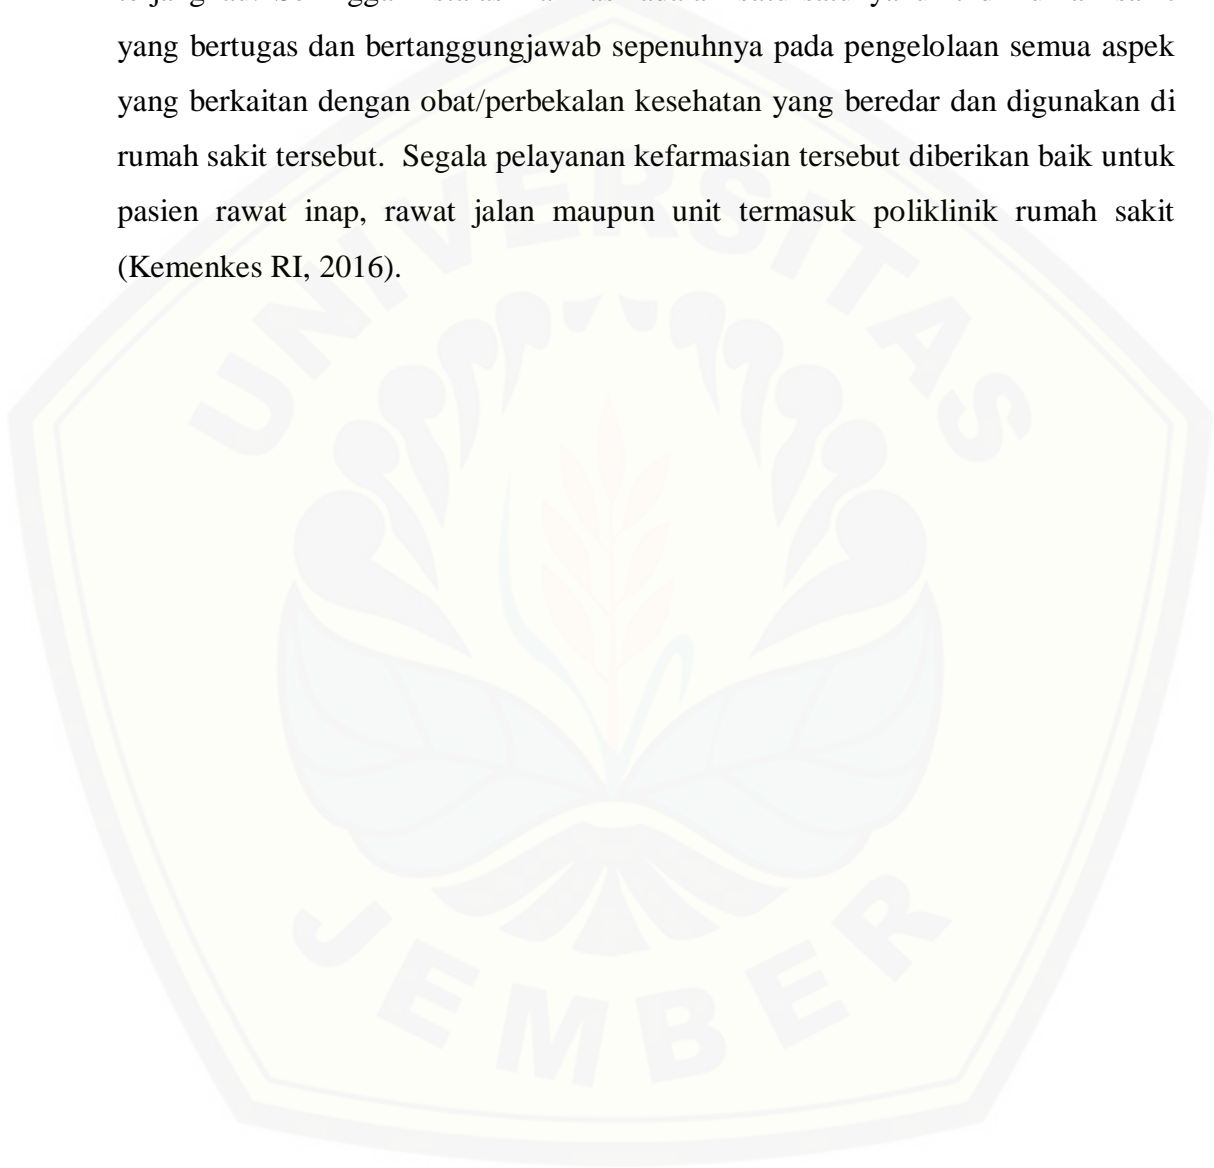 yang bertugas dan bertanggungjawab sepenuhnya pada pengelolaan semua aspek
yang berkaitan dengan obat/perbekalan kesehatan yang beredar dan digunakan di
rumah sakit tersebut.  Segala pelayanan kefarmasian tersebut diberikan baik untuk
pasien rawat inap, rawat jalan maupun unit termasuk poliklinik rumah sakit
(Kemenkes RI, 2016).
UNIVERSITAS
JEMBER